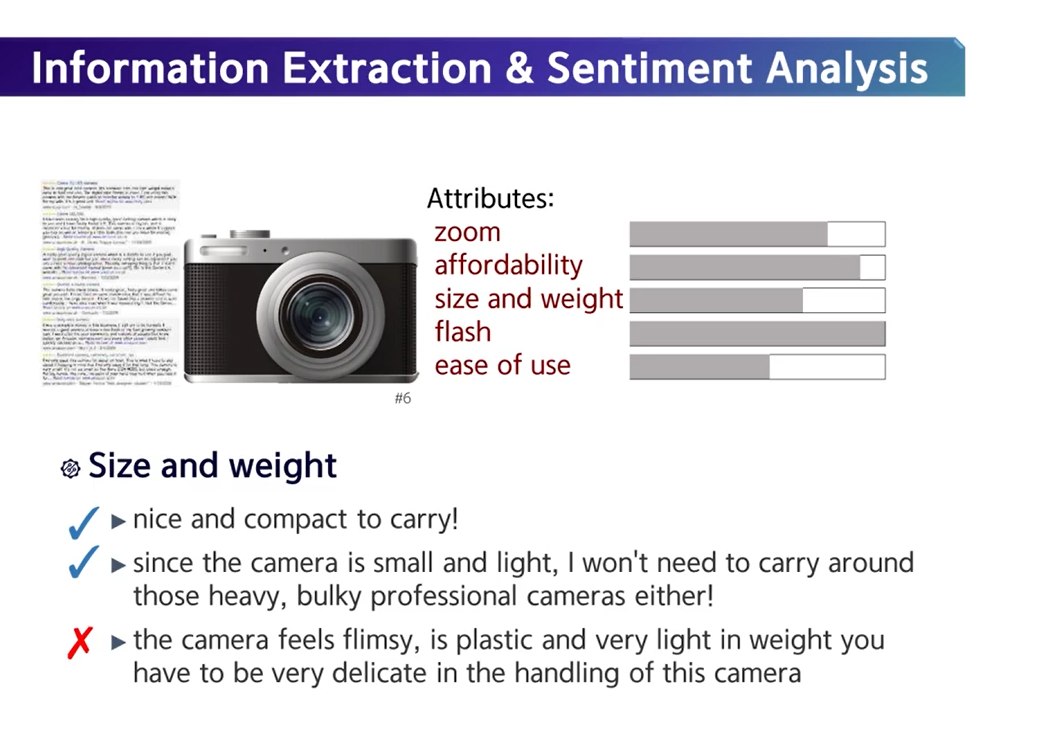 Information Extraction & Sentiment Analysis
Attributes:
zoom
affordability
size and weight
flash
ease of use
#6
Size and weight
✓ ► nice and compact to carry!
✓ ► since the camera is small and light, I won't need to carry around
those heavy, bulky professional cameras either!
✗ ► the camera feels flimsy, is plastic and very light in weight you
have to be very delicate in the handling of this camera